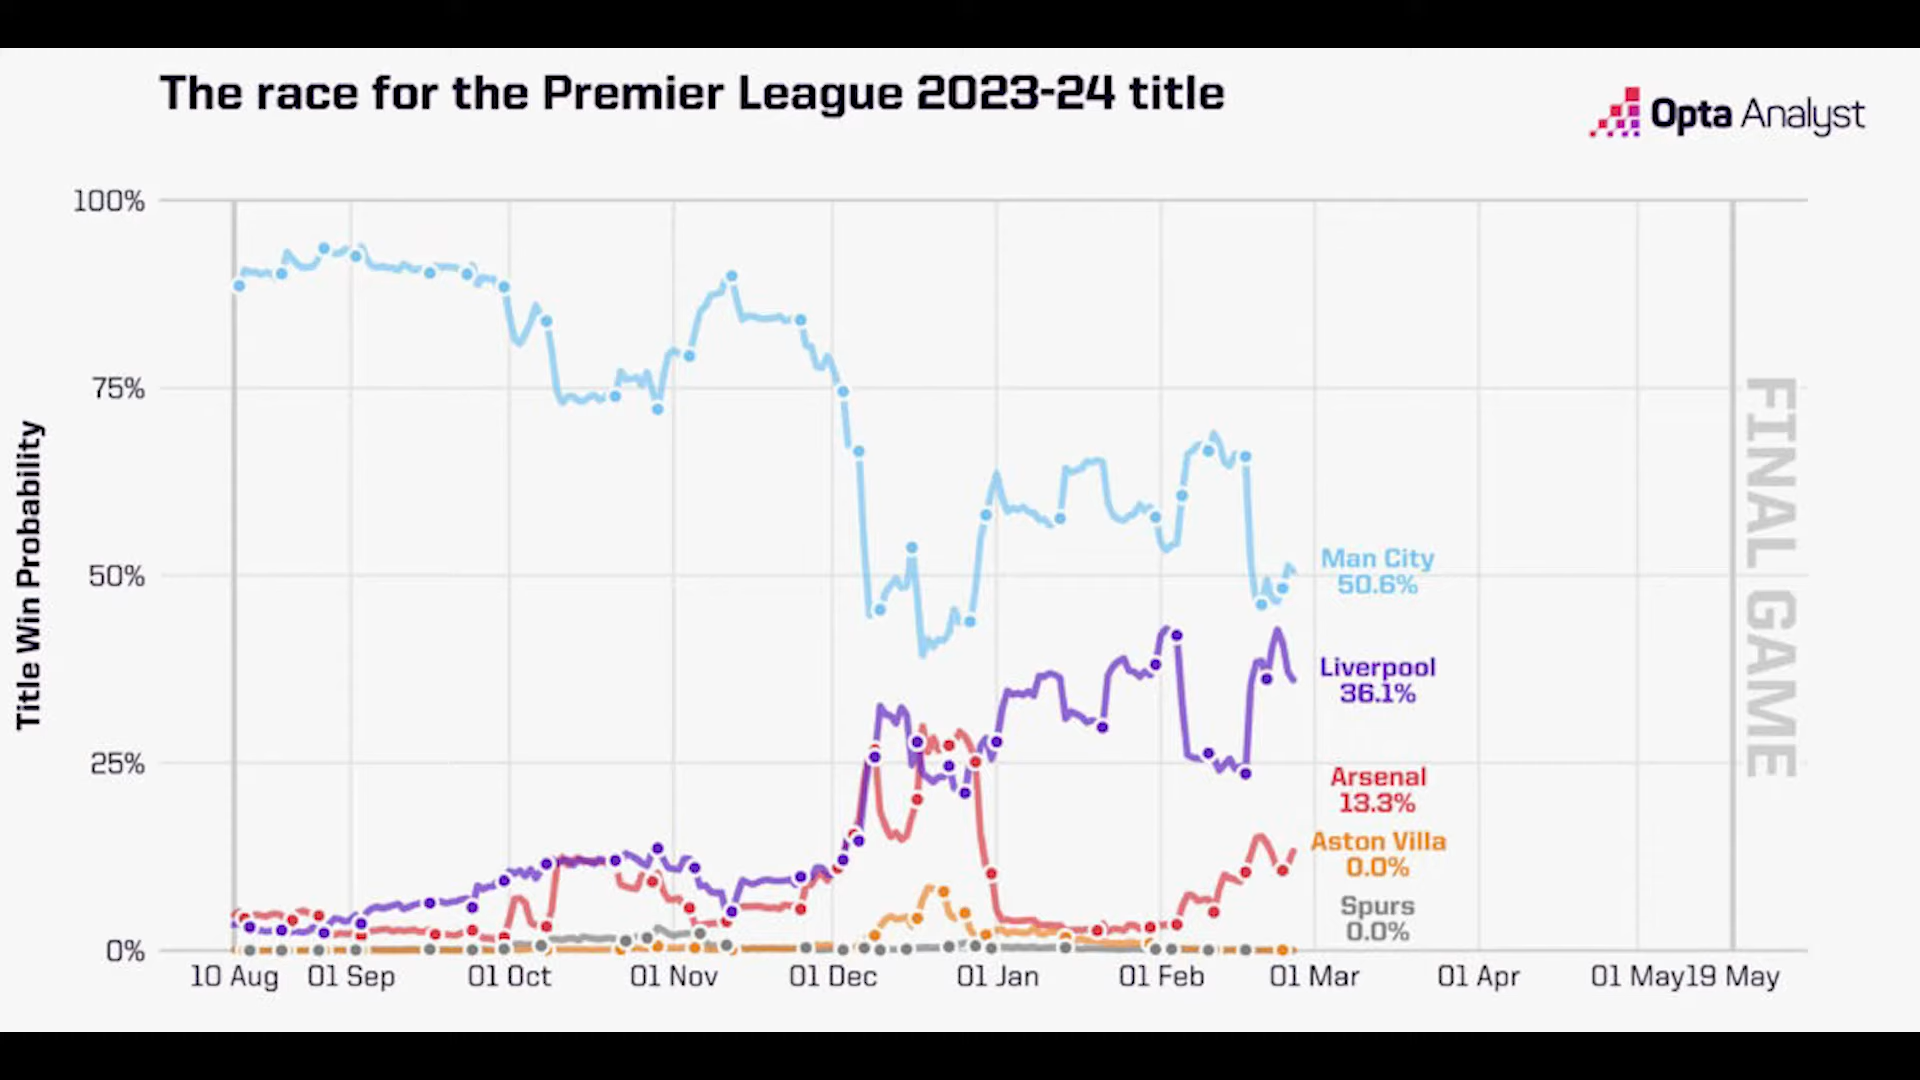 The race for the Premier League 2023-24 title
Opta Analyst
100%
75%
50%
25%
0%
Title Win Probability
Man City
50.6%
Liverpool
36.1%
Arsenal
13.3%
Aston Villa
0.0%
Spurs
0.0%
FINAL GAME
10 Aug 01 Sep 01 Oct 01 Nov 01 Dec 01 Jan 01 Feb 01 Mar 01 Apr 01 May 19 May